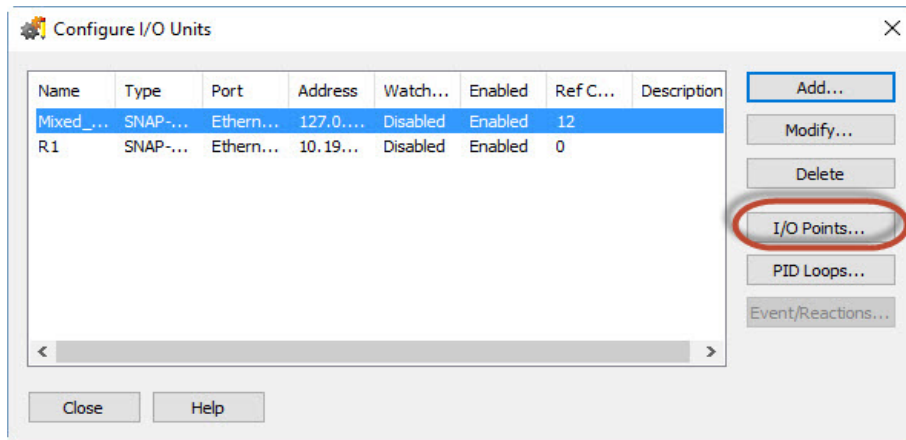 Configure I/O Units
Name Type Port Address Watch... Enabled Ref C... Description
Mixed_... SNAP-... Ethern... 127.0.... Disabled Enabled 12
R1 SNAP-... Ethern... 10.19... Disabled Enabled 0
Add...
Modify...
Delete
I/O Points...
PID Loops...
Event/Reactions...
Close Help